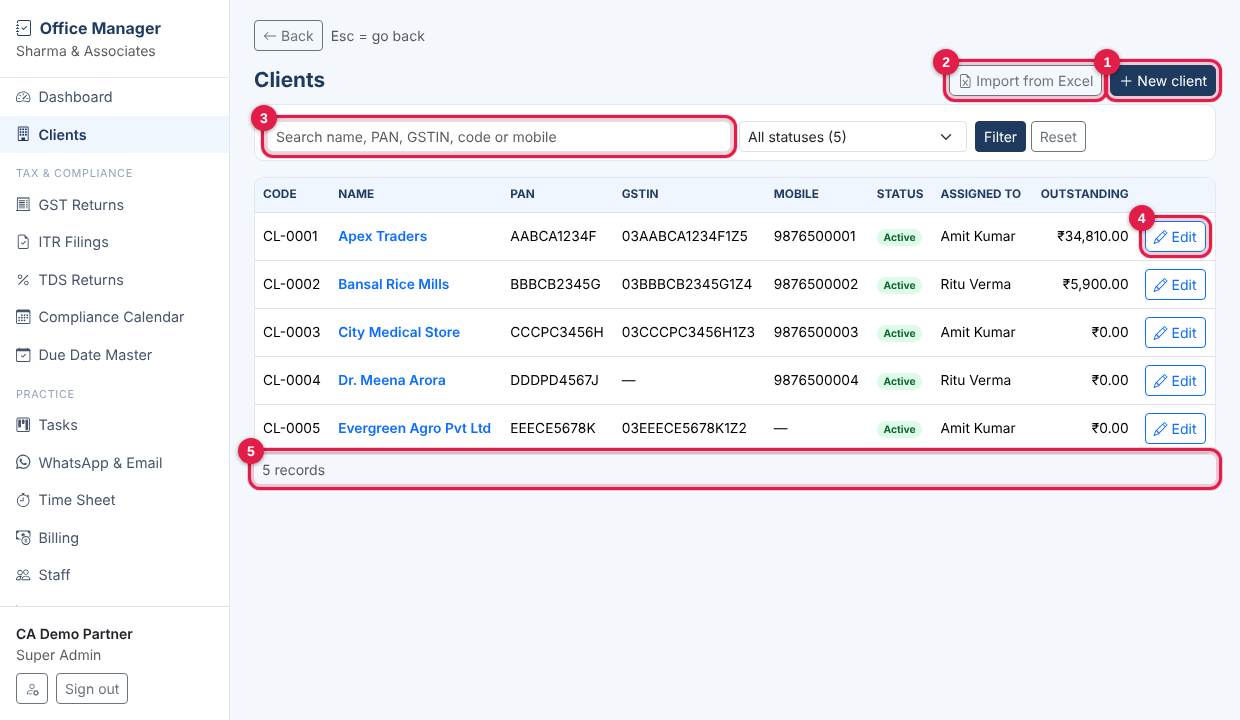 Office Manager
Sharma & Associates
Dashboard
Clients
TAX & COMPLIANCE
GST Returns
ITR Filings
TDS Returns
Compliance Calendar
Due Date Master
PRACTICE
Tasks
WhatsApp & Email
Time Sheet
Billing
Staff
CA Demo Partner
Super Admin
Sign out
← Back Esc = go back
Clients
2 Import from Excel 1 + New client
3 Search name, PAN, GSTIN, code or mobile All statuses (5) Filter Reset
CODE NAME PAN GSTIN MOBILE STATUS ASSIGNED TO OUTSTANDING
CL-0001 Apex Traders AABCA1234F 03AABCA1234F1Z5 9876500001 Active Amit Kumar ₹34,810.00 4 Edit
CL-0002 Bansal Rice Mills BBBCB2345G 03BBBCB2345G1Z4 9876500002 Active Ritu Verma ₹5,900.00 Edit
CL-0003 City Medical Store CCCPC3456H 03CCCPC3456H1Z3 9876500003 Active Amit Kumar ₹0.00 Edit
CL-0004 Dr. Meena Arora DDDPD4567J — 9876500004 Active Ritu Verma ₹0.00 Edit
CL-0005 Evergreen Agro Pvt Ltd EEECE5678K 03EEECE5678K1Z2 — Active Amit Kumar ₹0.00 Edit
5 5 records